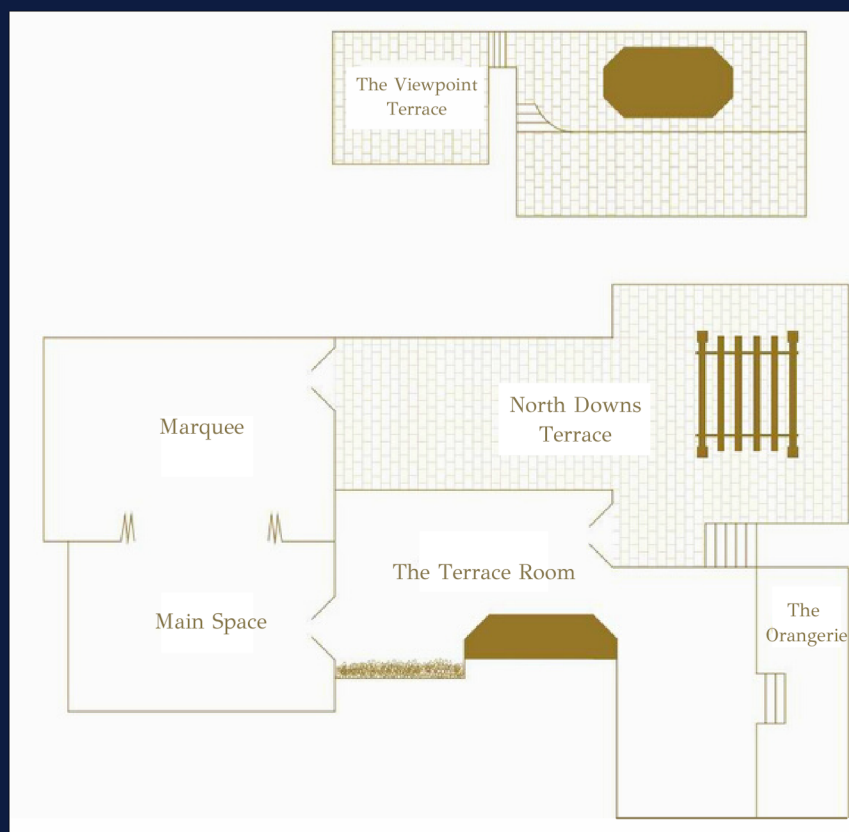 The Viewpoint
Terrace
North Downs
Terrace
Marquee
The Terrace Room
Main Space
The
Orangerie